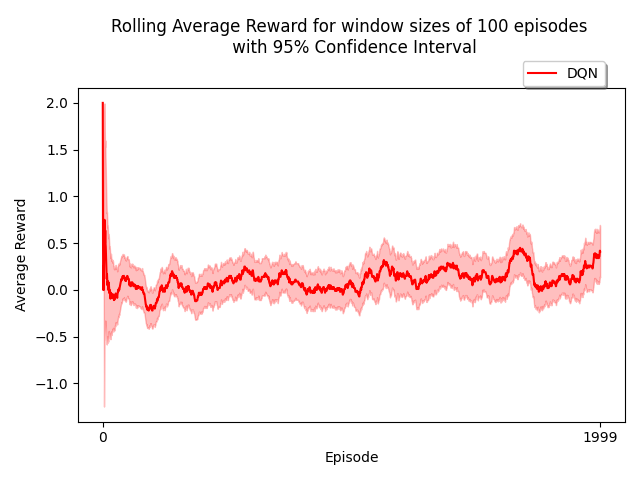 Rolling Average Reward for window sizes of 100 episodes
with 95% Confidence Interval
DQN
2.0
1.5
1.0
0.5
0.0
−0.5
−1.0
Average Reward
0
1999
Episode